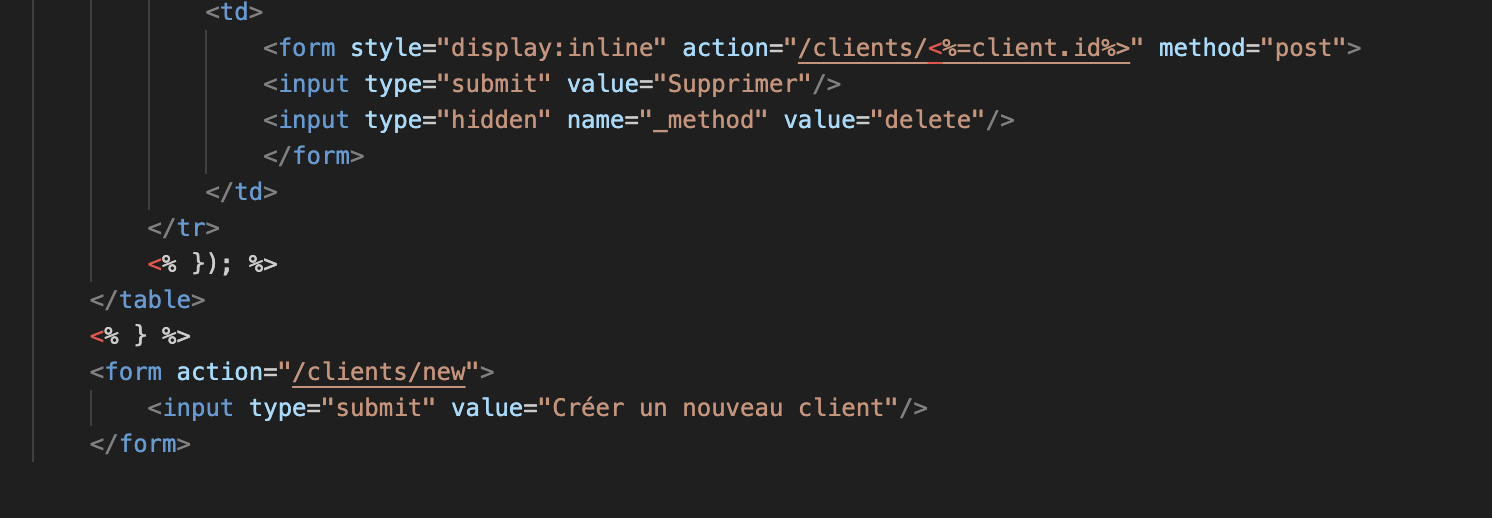 <td>
<form style="display:inline" action="/clients/<%=client.id%>" method="post">
<input type="submit" value="Supprimer"/>
<input type="hidden" name="_method" value="delete"/>
</form>
</td>
</tr>
<% }); %>
</table>
<% } %>
<form action="/clients/new">
<input type="submit" value="Créer un nouveau client"/>
</form>